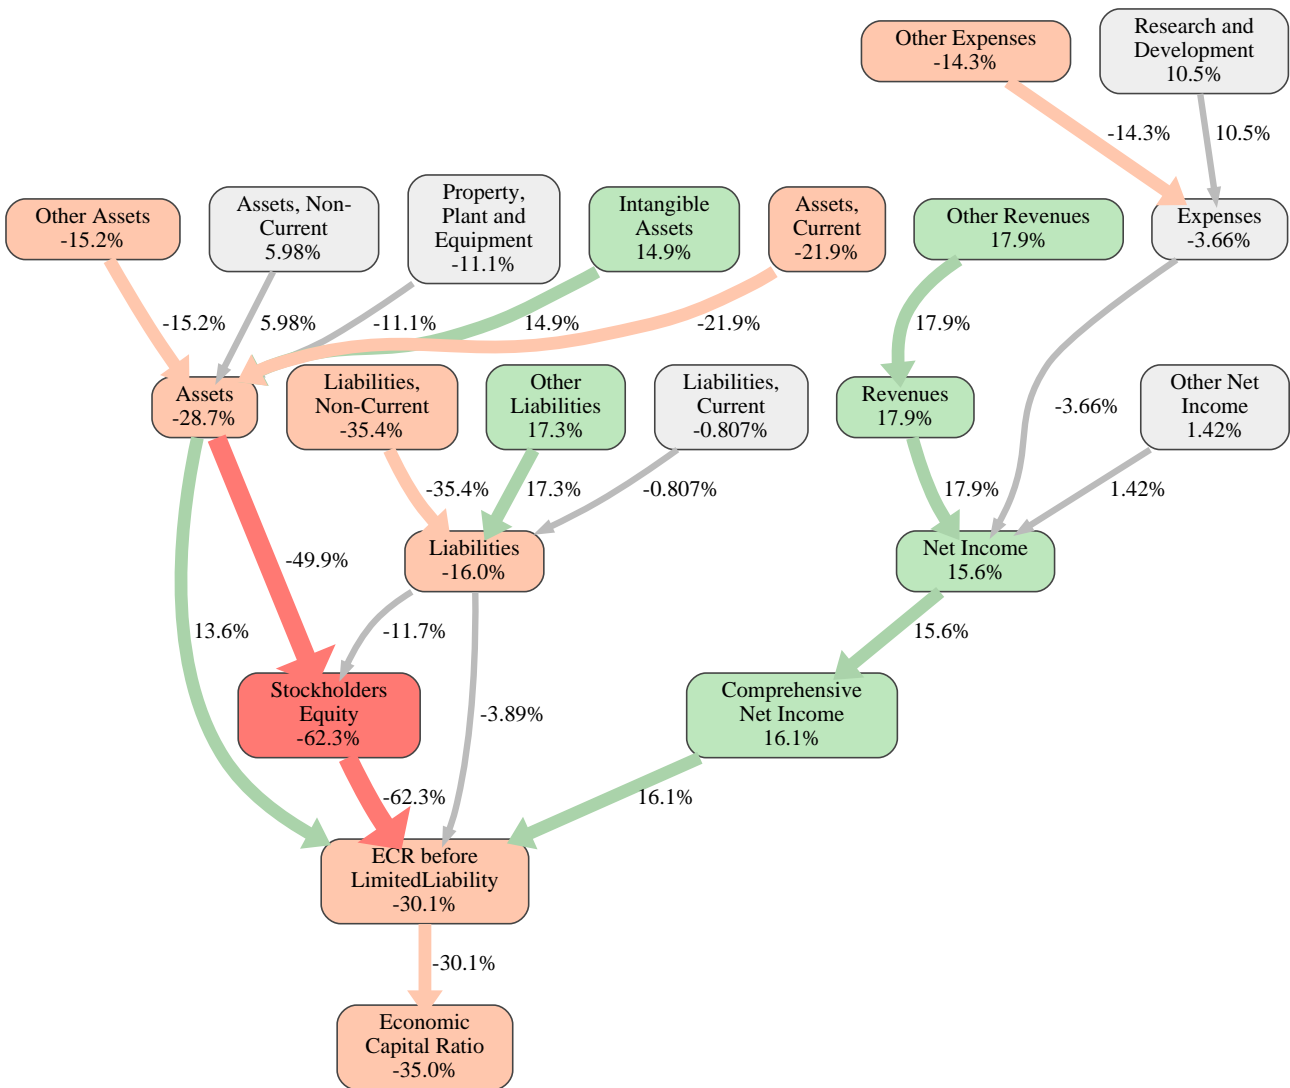 Other Expenses
-14.3%
Research and
Development
10.5%
-14.3%
10.5%
Other Assets
-15.2%
Assets, Non-
Current
5.98%
Property,
Plant and
Equipment
-11.1%
Intangible
Assets
14.9%
Assets,
Current
-21.9%
Other Revenues
17.9%
Expenses
-3.66%
-15.2%
5.98%
-11.1%
14.9%
-21.9%
17.9%
Assets
-28.7%
Liabilities,
Non-Current
-35.4%
Other
Liabilities
17.3%
Liabilities,
Current
-0.807%
Revenues
17.9%
-3.66%
Other Net
Income
1.42%
-35.4%
17.3%
-0.807%
17.9%
1.42%
-49.9%
Liabilities
-16.0%
Net Income
15.6%
13.6%
-11.7%
15.6%
Stockholders
Equity
-62.3%
-3.89%
Comprehensive
Net Income
16.1%
-62.3%
16.1%
ECR before
LimitedLiability
-30.1%
-30.1%
Economic
Capital Ratio
-35.0%